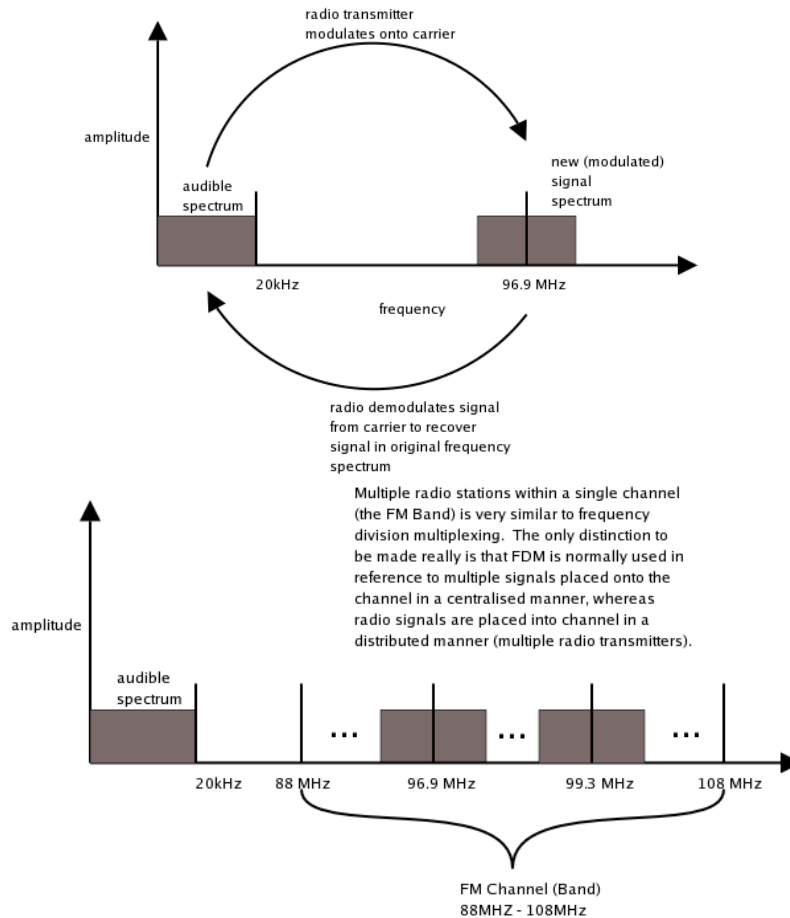 radio transmitter
modulates onto carrier
amplitude
new (modulated)
signal
spectrum
audible
spectrum
20kHz
96.9 MHz
frequency
radio demodulates signal
from carrier to recover
signal in original frequency
spectrum
Multiple radio stations within a single channel
(the FM Band) is very similar to frequency
division multiplexing.  The only distinction to
be made really is that FDM is normally used in
reference to multiple signals placed onto the
channel in a centralised manner, whereas
radio signals are placed into channel in a
distributed manner (multiple radio transmitters).
amplitude
audible
spectrum
... ... ...
20kHz 88 MHz 96.9 MHz 99.3 MHz 108 MHz
FM Channel (Band)
88MHZ - 108MHz